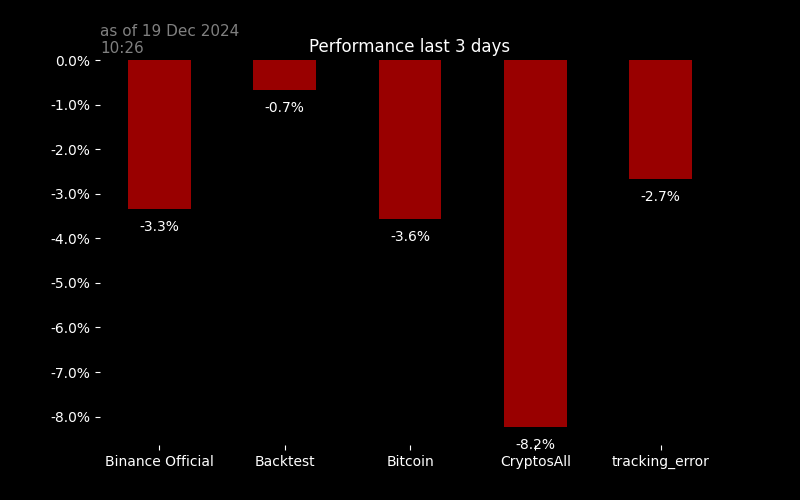 as of 19 Dec 2024
10:26
Performance last 3 days
0.0%
-1.0%
-2.0%
-3.0%
-4.0%
-5.0%
-6.0%
-7.0%
-8.0%
-3.3%
-0.7%
-3.6%
-8.2%
-2.7%
Binance Official
Backtest
Bitcoin
CryptosAll
tracking_error